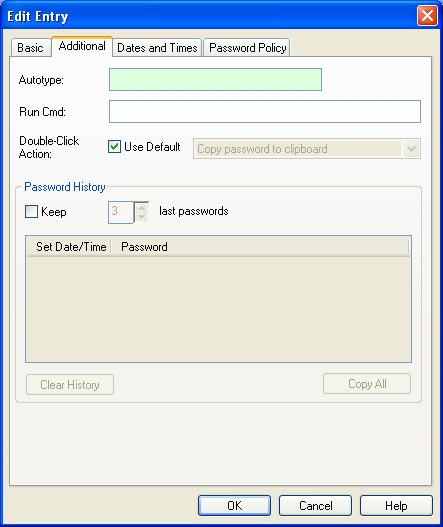 Edit Entry
Basic Additional Dates and Times Password Policy
Autotype:
Run Cmd:
Double-Click
Action:
Use Default Copy password to clipboard
Password History
Keep 3 last passwords
Set Date/Time Password
Clear History Copy All
OK Cancel Help